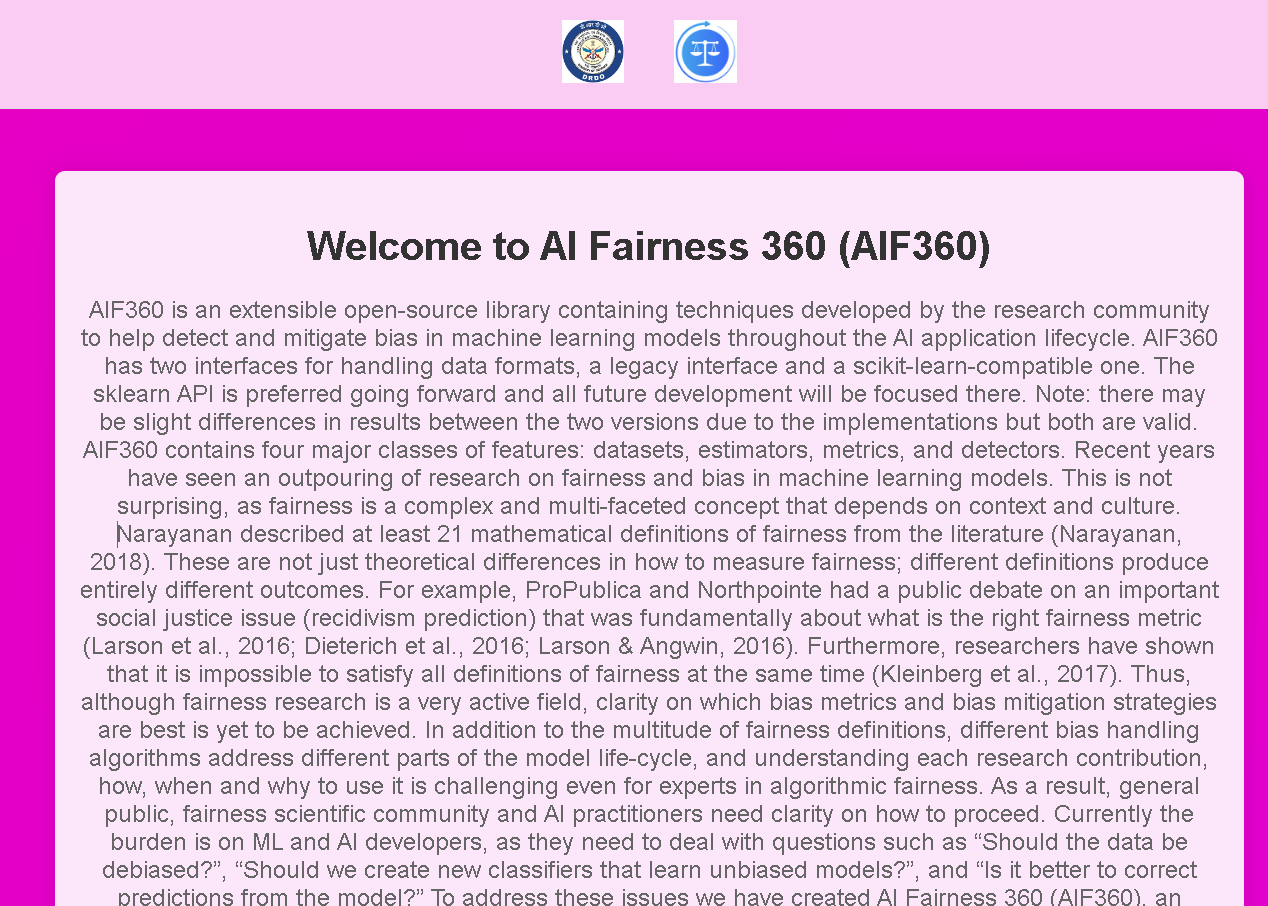 DRDO
Welcome to AI Fairness 360 (AIF360)
AIF360 is an extensible open-source library containing techniques developed by the research community
to help detect and mitigate bias in machine learning models throughout the AI application lifecycle. AIF360
has two interfaces for handling data formats, a legacy interface and a scikit-learn-compatible one. The
sklearn API is preferred going forward and all future development will be focused there. Note: there may
be slight differences in results between the two versions due to the implementations but both are valid.
AIF360 contains four major classes of features: datasets, estimators, metrics, and detectors. Recent years
have seen an outpouring of research on fairness and bias in machine learning models. This is not
surprising, as fairness is a complex and multi-faceted concept that depends on context and culture.
Narayanan described at least 21 mathematical definitions of fairness from the literature (Narayanan,
2018). These are not just theoretical differences in how to measure fairness; different definitions produce
entirely different outcomes. For example, ProPublica and Northpointe had a public debate on an important
social justice issue (recidivism prediction) that was fundamentally about what is the right fairness metric
(Larson et al., 2016; Dieterich et al., 2016; Larson & Angwin, 2016). Furthermore, researchers have shown
that it is impossible to satisfy all definitions of fairness at the same time (Kleinberg et al., 2017). Thus,
although fairness research is a very active field, clarity on which bias metrics and bias mitigation strategies
are best is yet to be achieved. In addition to the multitude of fairness definitions, different bias handling
algorithms address different parts of the model life-cycle, and understanding each research contribution,
how, when and why to use it is challenging even for experts in algorithmic fairness. As a result, general
public, fairness scientific community and AI practitioners need clarity on how to proceed. Currently the
burden is on ML and AI developers, as they need to deal with questions such as “Should the data be
debiased?”, “Should we create new classifiers that learn unbiased models?”, and “Is it better to correct
predictions from the model?” To address these issues we have created AI Fairness 360 (AIF360), an